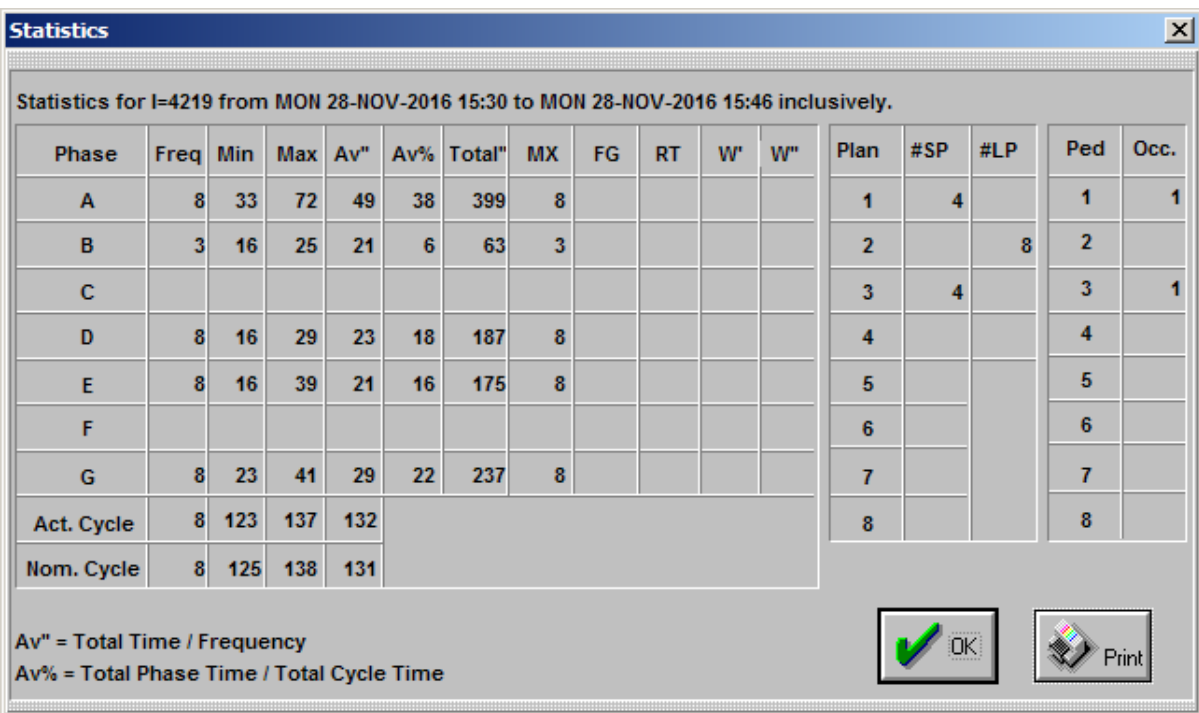 Statistics
Statistics for I=4219 from MON 28-NOV-2016 15:30 to MON 28-NOV-2016 15:46 inclusively.
Phase Freq Min Max Av" Av% Total" MX FG RT W' W"
A 8 33 72 49 38 399 8
B 3 16 25 21 6 63 3
C
D 8 16 29 23 18 187 8
E 8 16 39 21 16 175 8
F
G 8 23 41 29 22 237 8
Act. Cycle 8 123 137 132
Nom. Cycle 8 125 138 131
Plan #SP #LP
1 4
2 8
3 4
4
5
6
7
8
Ped Occ.
1 1
2
3 1
4
5
6
7
8
Av" = Total Time / Frequency
Av% = Total Phase Time / Total Cycle Time
OK
Print